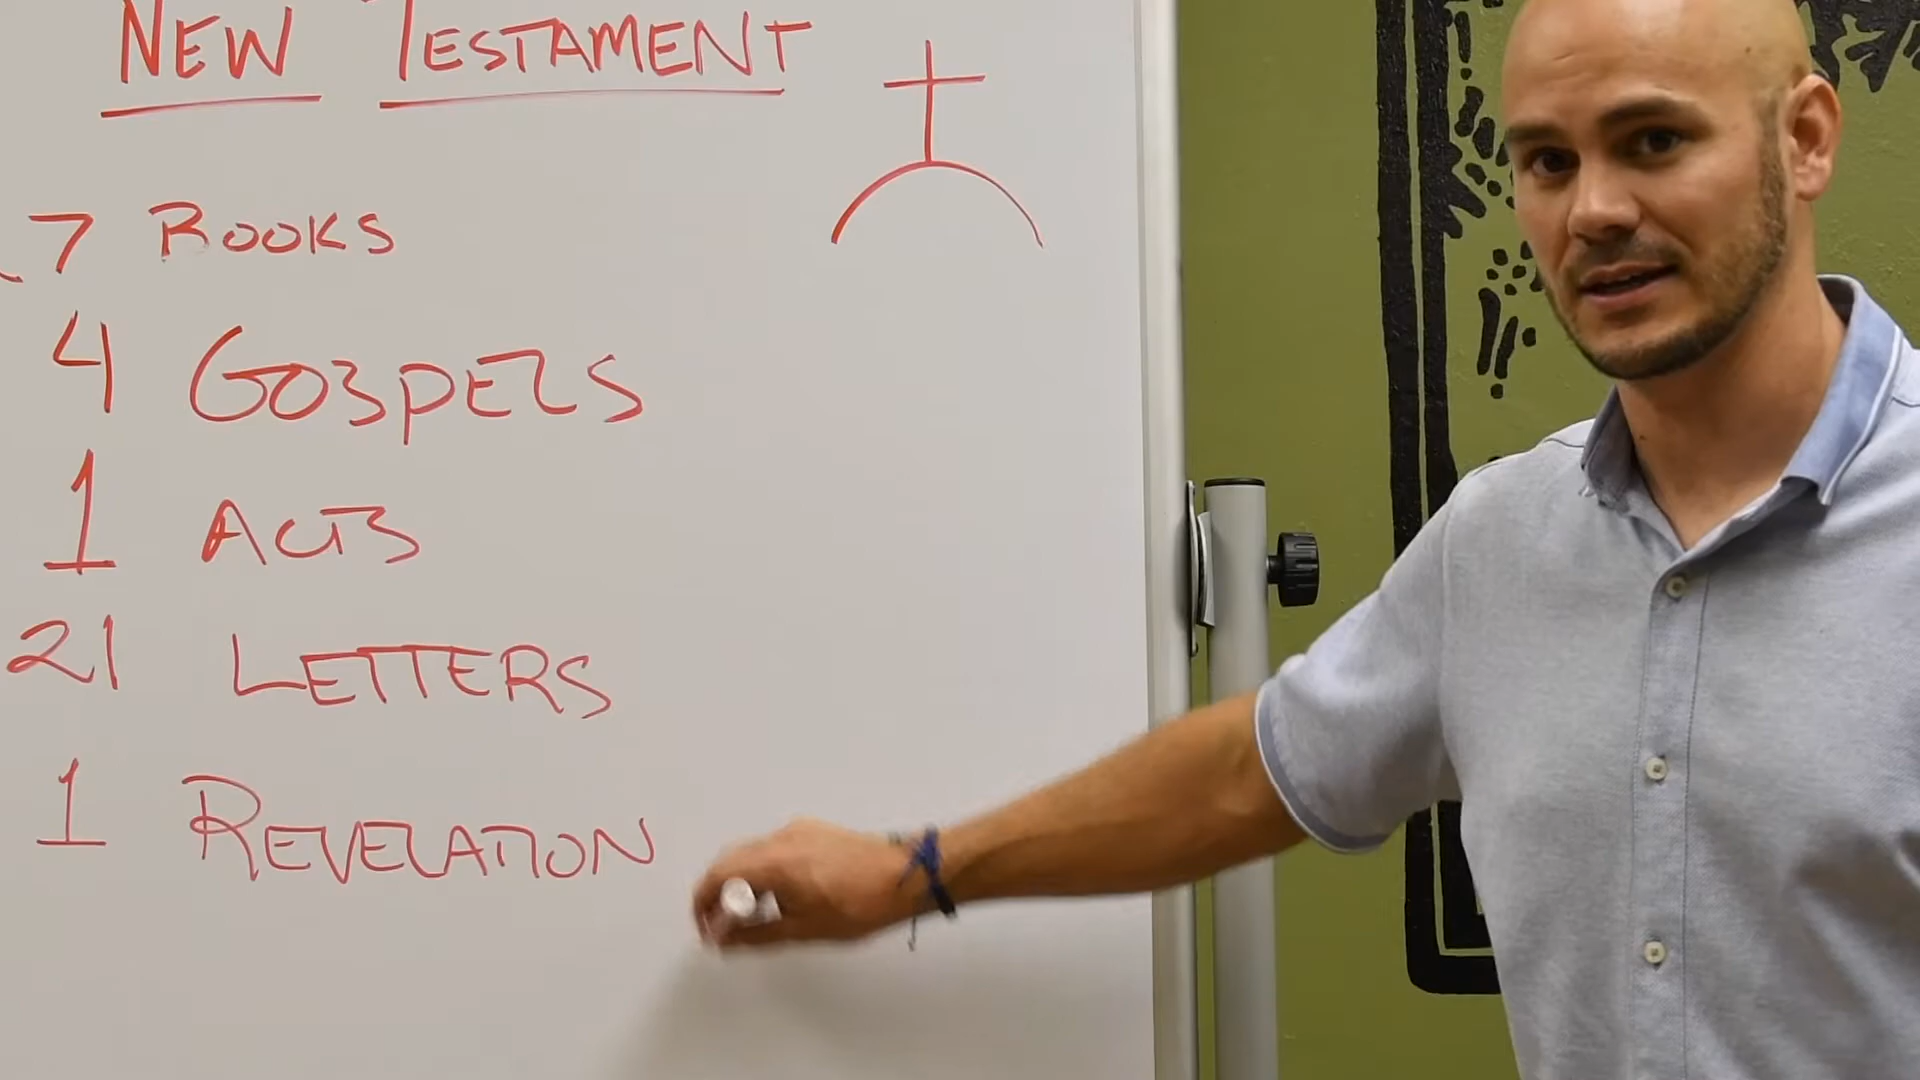 NEW TESTAMENT
7 BOOKS
4 GOSPELS
1 ACTS
21 LETTERS
1 REVELATION